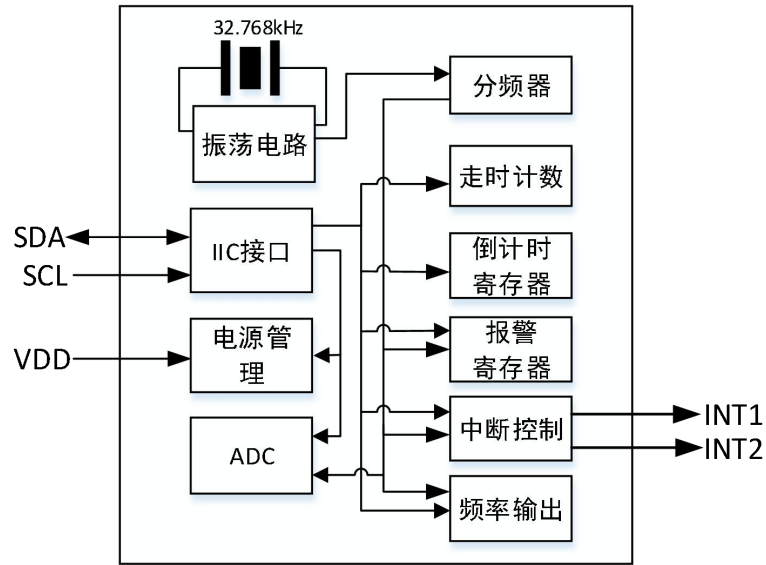 32.768kHz
振荡电路
分频器
走时计数
SDA
SCL
IIC接口
倒计时
寄存器
VDD
电源管
理
报警
寄存器
ADC
中断控制
INT1
INT2
频率输出